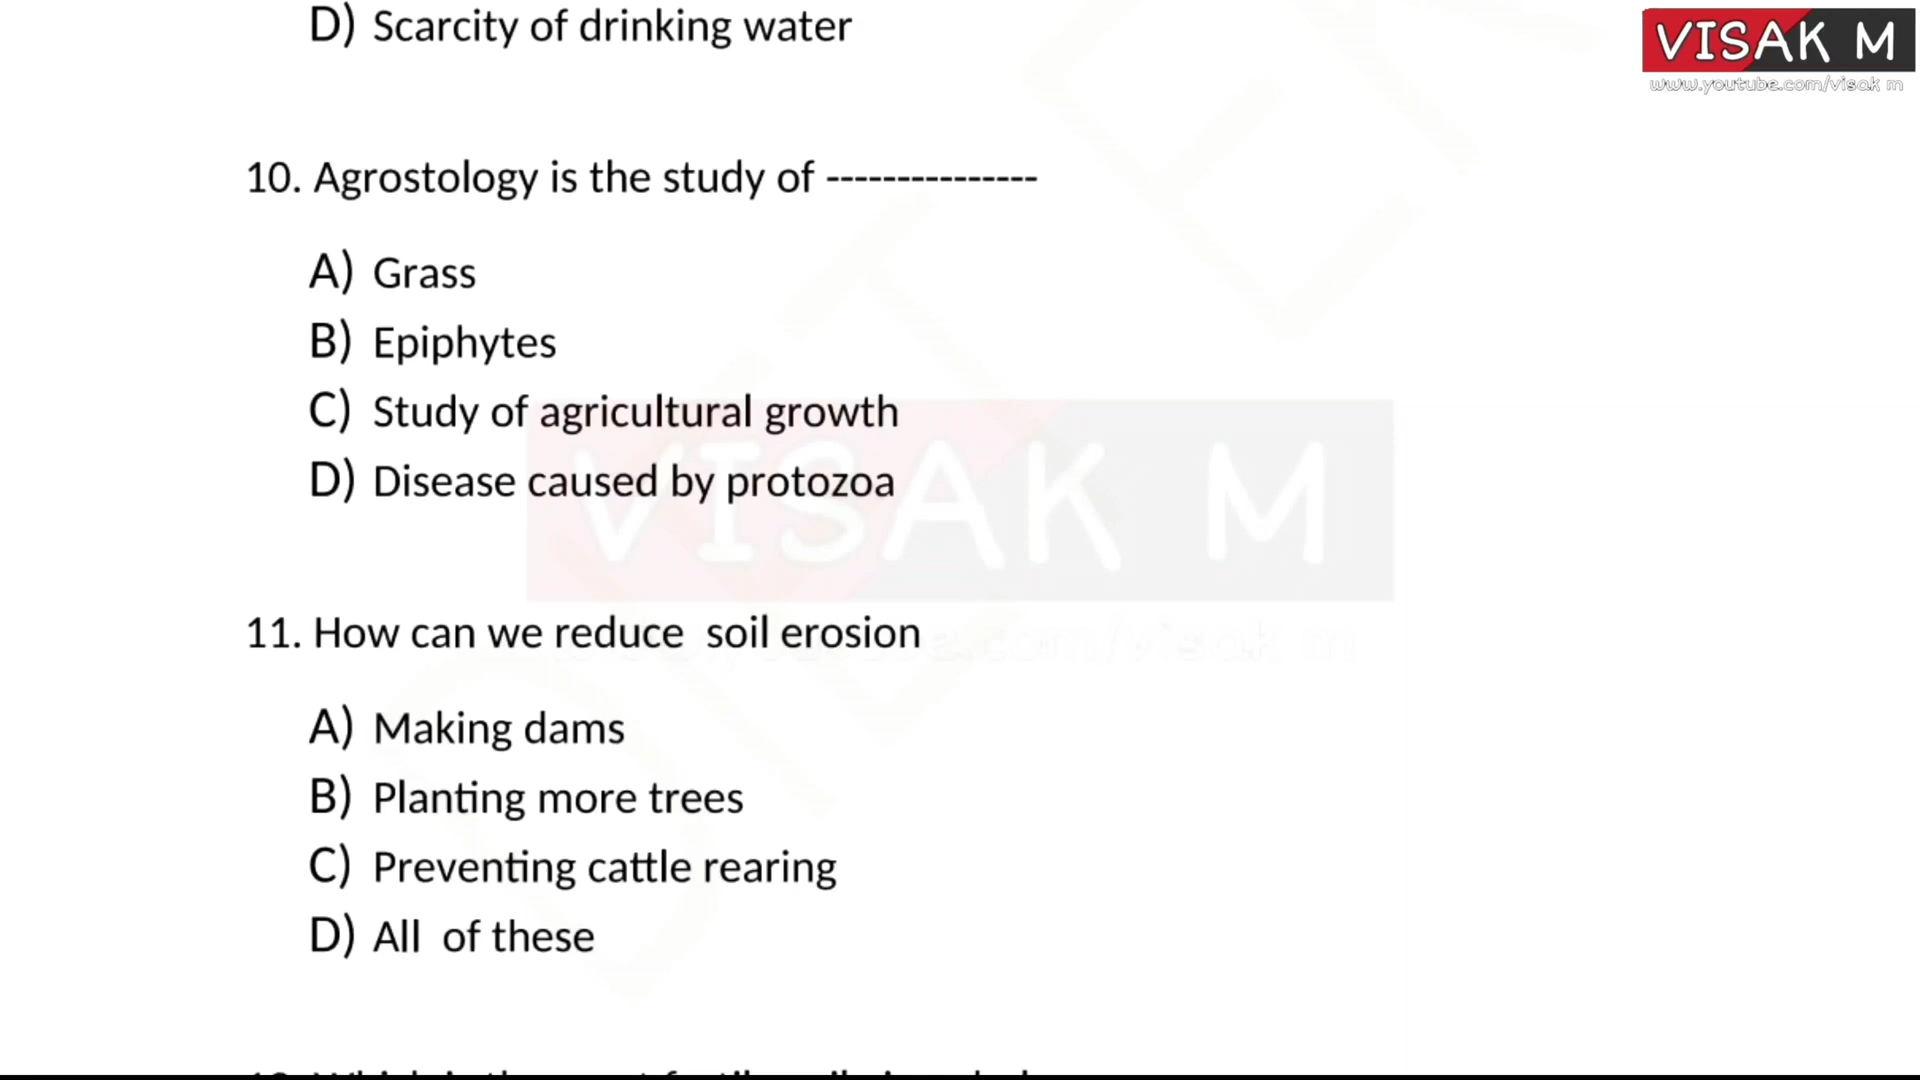 D) Scarcity of drinking water
VISAK M
www.youtube.com/visak m
10. Agrostology is the study of ---------------
A) Grass
B) Epiphytes
C) Study of agricultural growth
D) Disease caused by protozoa
VISAK M
11. How can we reduce  soil erosion
A) Making dams
B) Planting more trees
C) Preventing cattle rearing
D) All  of these